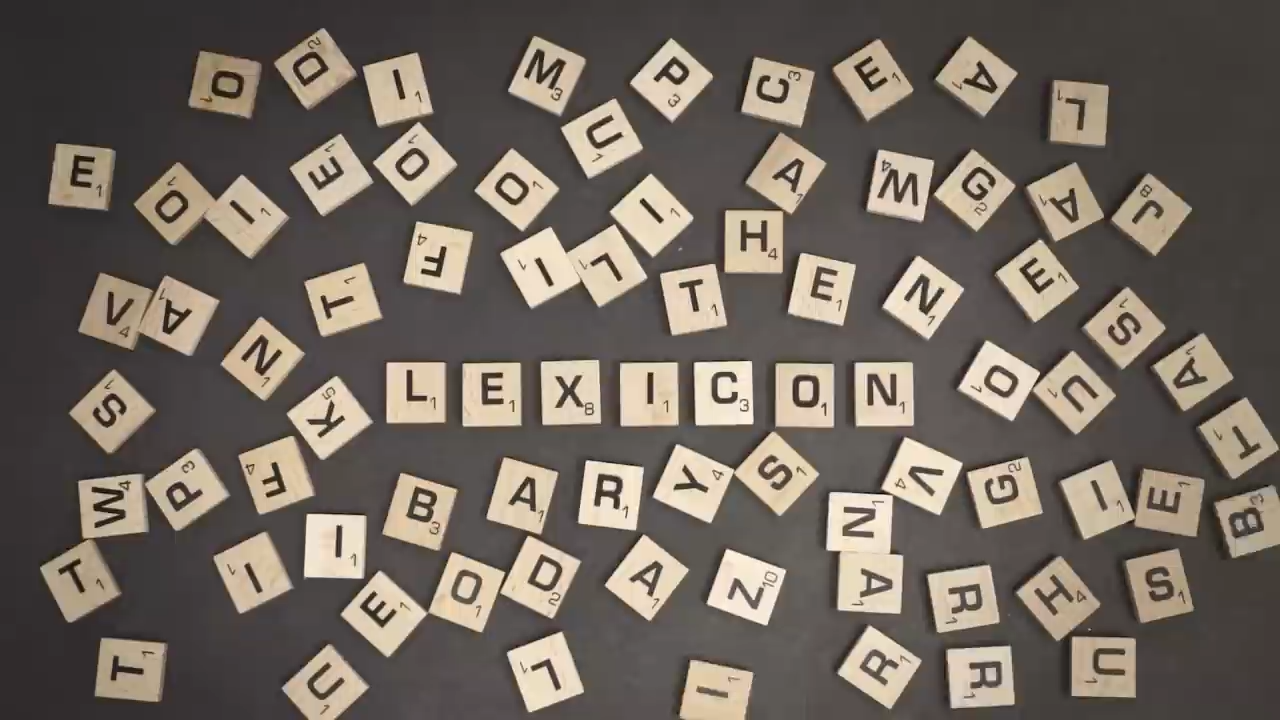 O D I M P C E A L
E O I E O O U I A W G A J
V A T F I L T H E N E S
S N K LEXICON O U A T
W P F B A R Y S V G I E B
T I I E O D A Z N A R H S
T U L I R R U